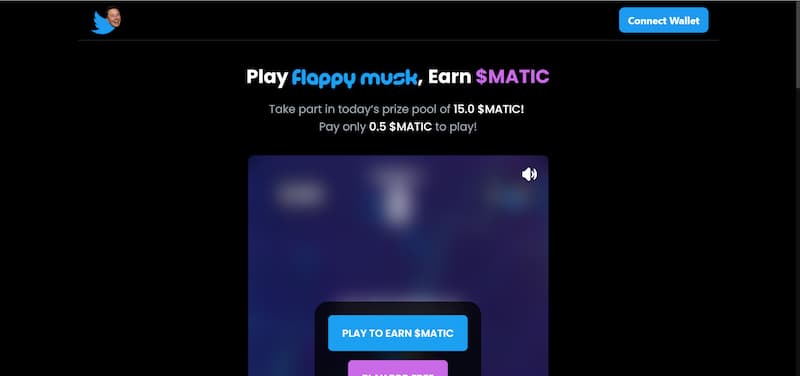 Connect Wallet
Play flappy musk, Earn $MATIC
Take part in today's prize pool of 15.0 $MATIC!
Pay only 0.5 $MATIC to play!
PLAY TO EARN $MATIC